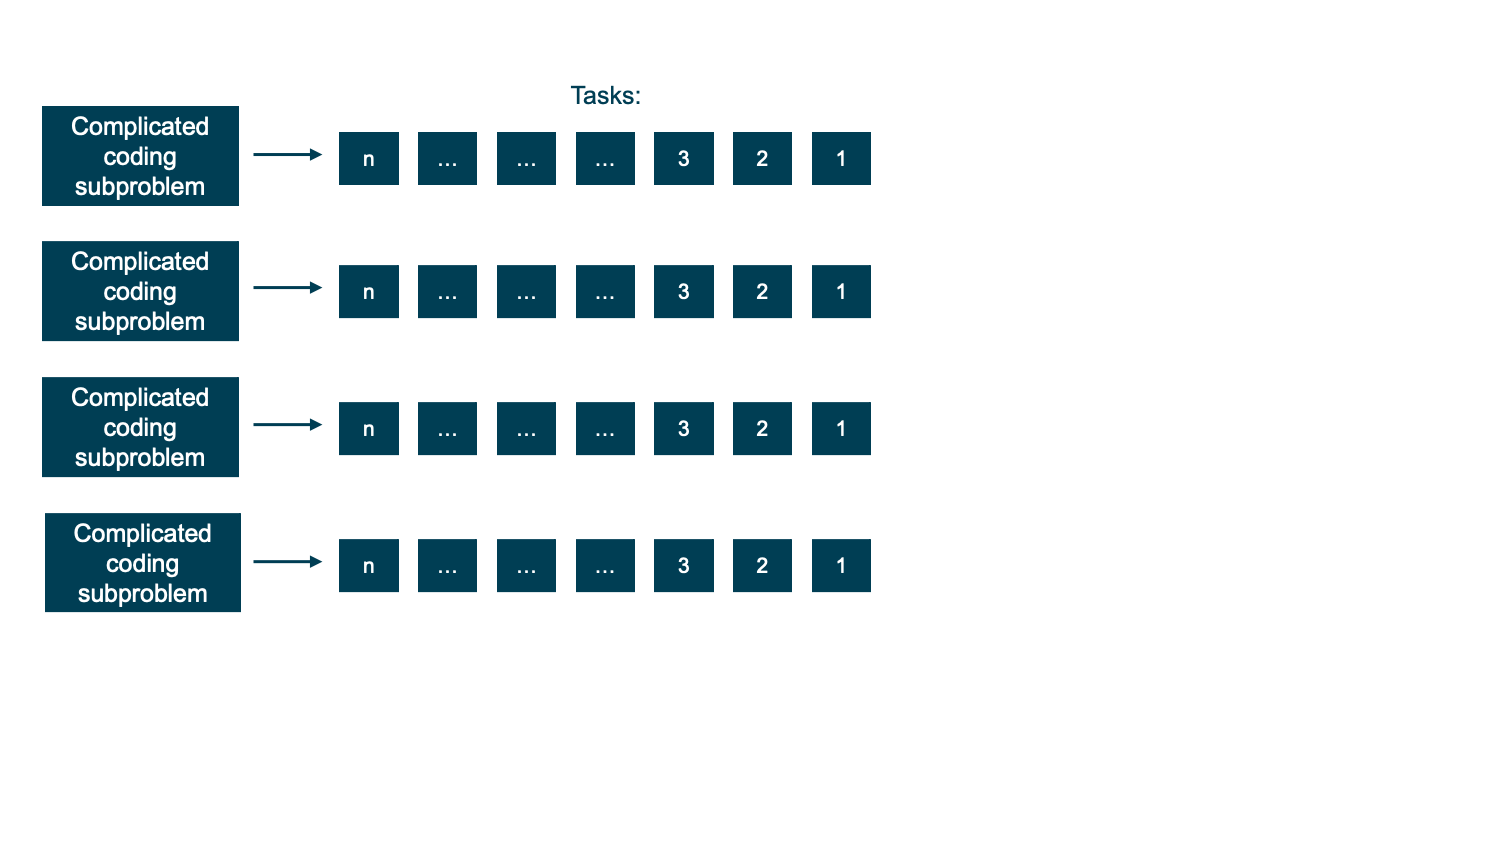 Tasks:
Complicated
coding
subproblem
n … … … 3 2 1
Complicated
coding
subproblem
n … … … 3 2 1
Complicated
coding
subproblem
n … … … 3 2 1
Complicated
coding
subproblem
n … … … 3 2 1